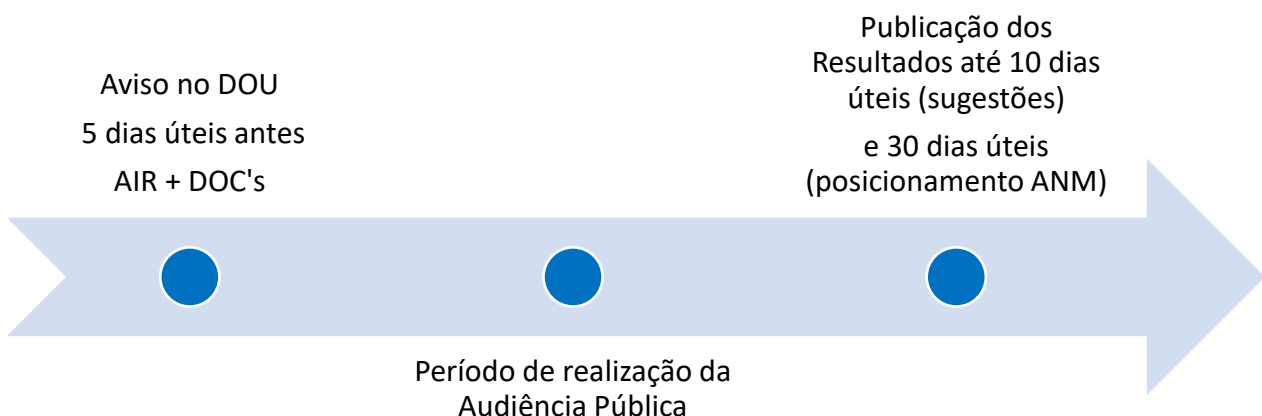 Aviso no DOU
5 dias úteis antes
AIR + DOC's
Período de realização da
Audiência Pública
Publicação dos
Resultados até 10 dias
úteis (sugestões)
e 30 dias úteis
(posicionamento ANM)